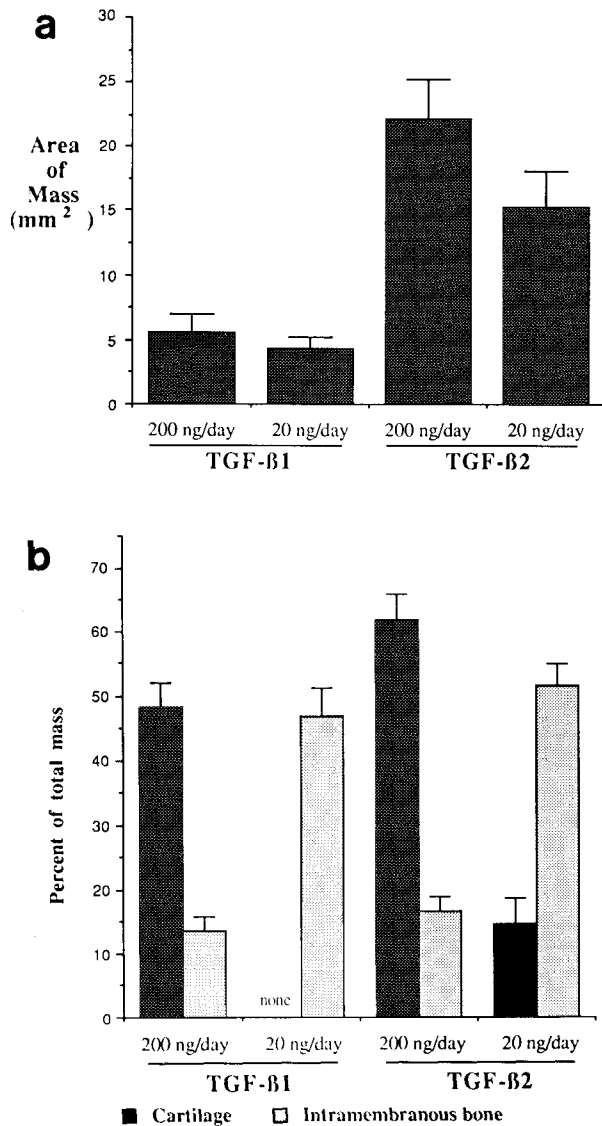 a
30
25
20
15
10
5
0
Area
of
Mass
(mm 2 )
200 ng/day 20 ng/day 200 ng/day 20 ng/day
TGF-ß1 TGF-ß2
b
70
60
50
40
30
20
10
0
Percent of total mass
none
200 ng/day 20 ng/day 200 ng/day 20 ng/day
TGF-ß1 TGF-ß2
Cartilage Intramembranous bone